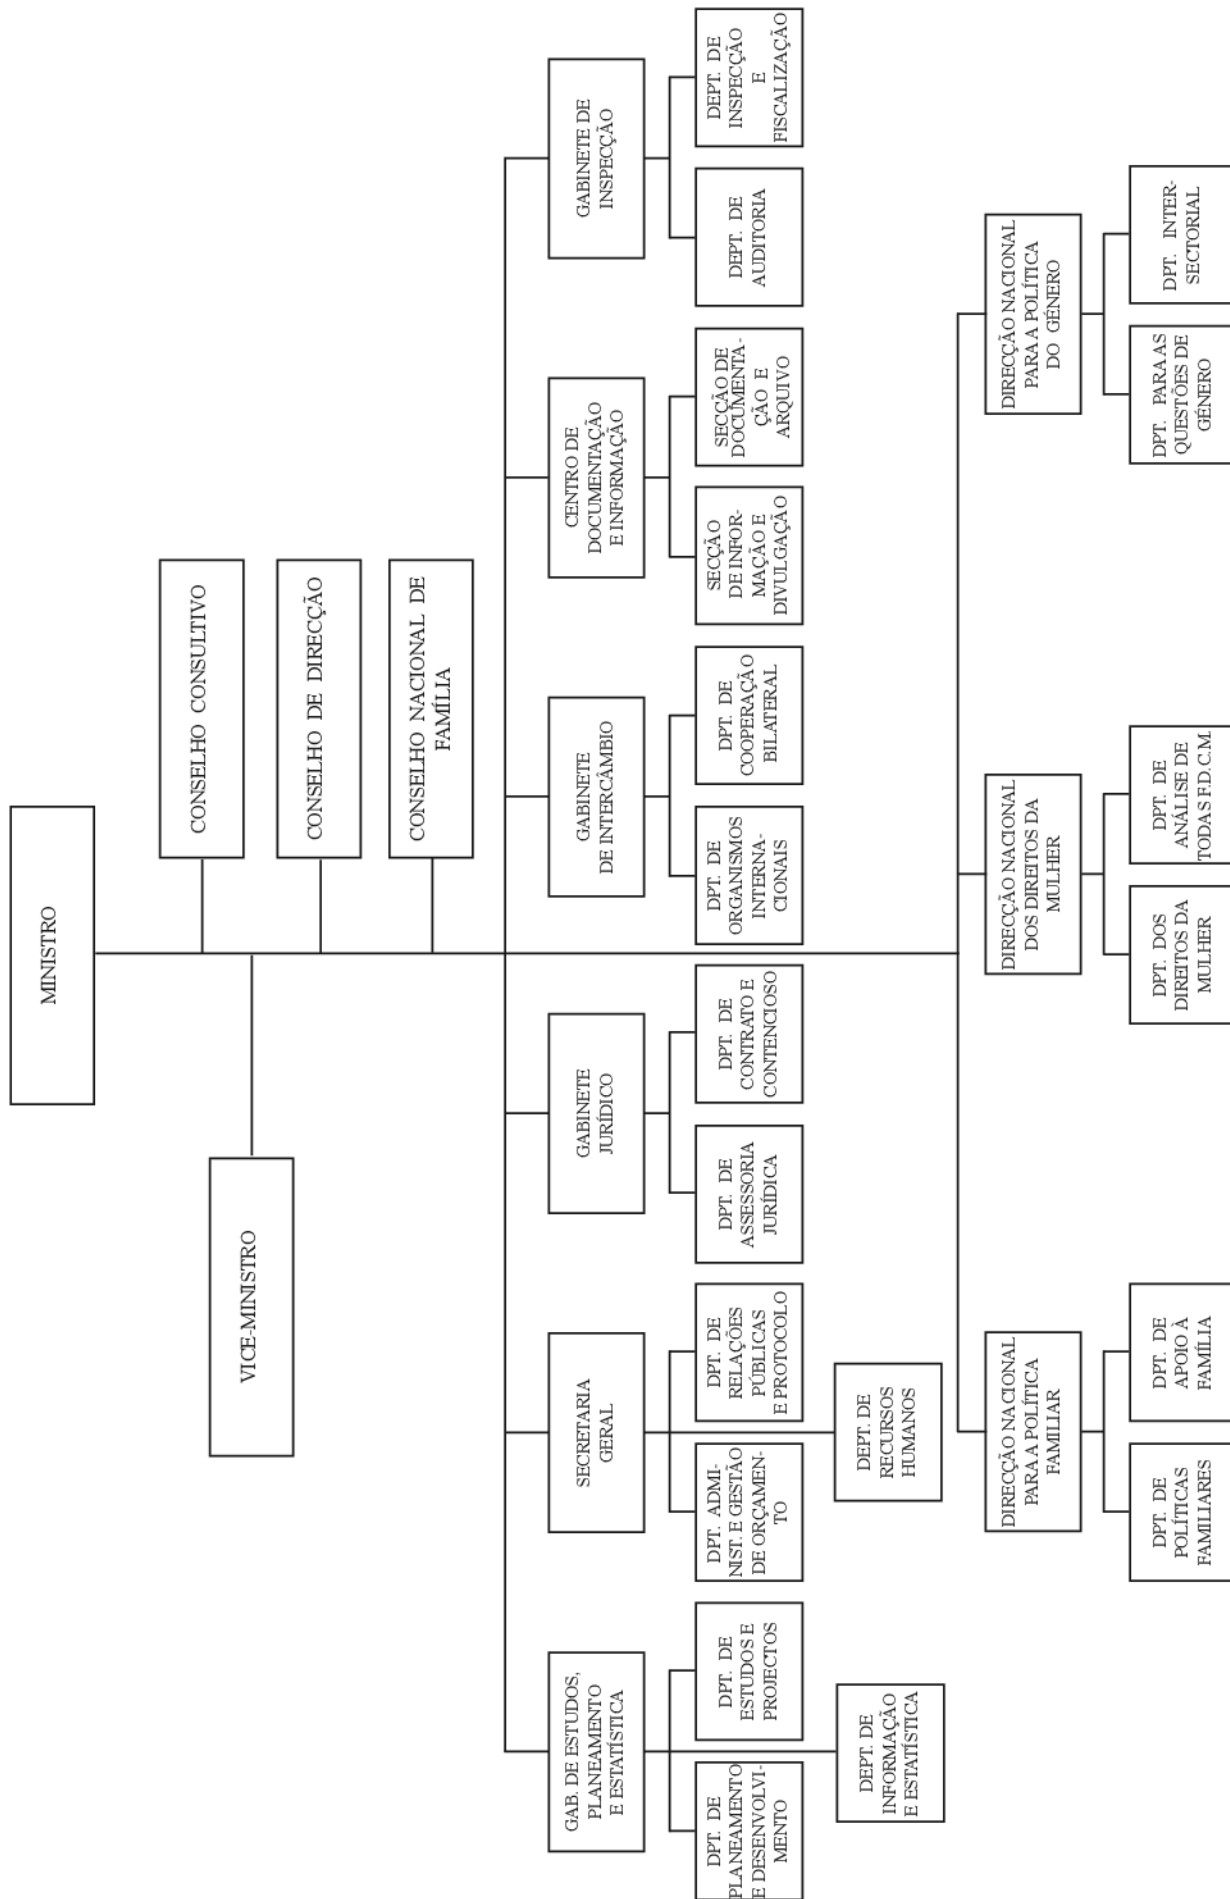 MINISTRO
CONSELHO CONSULTIVO
VICE-MINISTRO
CONSELHO DE DIRECÇÃO
CONSELHO NACIONAL DE
FAMÍLIA
GAB. DE ESTUDOS,
PLANEAMENTO
E ESTATÍSTICA
SECRETARIA
GERAL
GABINETE
JURÍDICO
GABINETE
DE INTERCÂMBIO
CENTRO DE
DOCUMENTAÇÃO
E INFORMAÇÃO
GABINETE DE
INSPECÇÃO
DPT. DE
PLANEAMENTO
E DESENVOLVI-
MENTO
DPT. DE
ESTUDOS E
PROJECTOS
DPT. ADMI-
NIST. E GESTÃO
DE ORÇAMEN-
TO
DPT. DE
RELAÇÕES
PÚBLICAS
E PROTOCOLO
DPT. DE
ASSESSORIA
JURÍDICA
DPT. DE
CONTRATO E
CONTENCIOSO
DPT. DE
ORGANISMOS
INTERNA-
CIONAIS
DPT. DE
COOPERAÇÃO
BILATERAL
SECÇÃO
DE INFOR-
MAÇÃO E
DIVULGAÇÃO
SECÇÃO DE
DOCUMENTA-
ÇÃO E
ARQUIVO
DEPT. DE
AUDITORIA
DEPT. DE
INSPECÇÃO
E
FISCALIZAÇÃO
DEPT. DE
INFORMAÇÃO
E ESTATÍSTICA
DEPT. DE
RECURSOS
HUMANOS
DIRECÇÃO NACIONAL
PARA A POLÍTICA
FAMILIAR
DIRECÇÃO NACIONAL
DOS DIREITOS DA
MULHER
DIRECÇÃO NACIONAL
PARA A POLÍTICA
DO GÉNERO
DPT. DE
POLÍTICAS
FAMILIARES
DPT. DE
APOIO À
FAMÍLIA
DPT. DOS
DIREITOS DA
MULHER
DPT. DE
ANÁLISE DE
TODAS F.D.C.M.
DPT. PARA AS
QUESTÕES DE
GÉNERO
DPT. INTER-
SECTORIAL